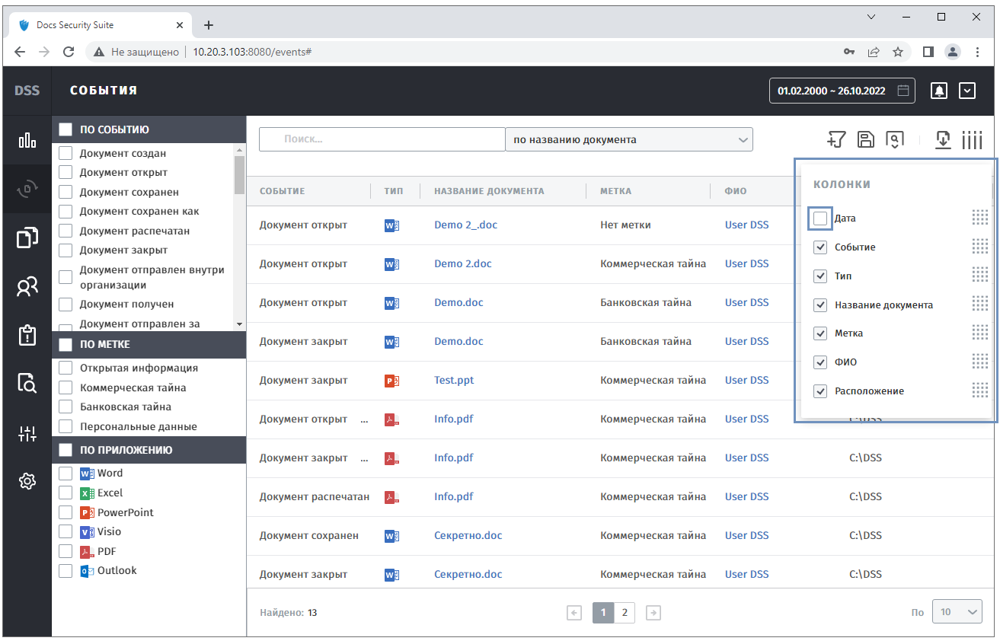 Docs Security Suite
Не защищено
10.20.3.103:8080/events#
DSS
СОБЫТИЯ
01.02.2000 ~ 26.10.2022
ПО СОБЫТИЮ
Документ создан
Документ открыт
Документ сохранен
Документ сохранен как
Документ распечатан
Документ закрыт
Документ отправлен внутри
организации
Документ получен
Документ отправлен за
ПО МЕТКЕ
Открытая информация
Коммерческая тайна
Банковская тайна
Персональные данные
ПО ПРИЛОЖЕНИЮ
Word
Excel
PowerPoint
Visio
PDF
Outlook
Поиск...
по названию документа
СОБЫТИЕ ТИП НАЗВАНИЕ ДОКУМЕНТА МЕТКА ФИО
Документ открыт Demo 2_.doc Нет метки User DSS
Документ открыт Demo 2.doc Коммерческая тайна User DSS
Документ открыт Demo.doc Банковская тайна User DSS
Документ закрыт Demo.doc Банковская тайна User DSS
Документ закрыт Test.ppt Коммерческая тайна User DSS
Документ открыт ... Info.pdf Коммерческая тайна User DSS C:\DSS
Документ закрыт ... Info.pdf Коммерческая тайна User DSS C:\DSS
Документ распечатан Info.pdf Коммерческая тайна User DSS C:\DSS
Документ сохранен Секретно.doc Коммерческая тайна User DSS C:\DSS
Документ закрыт Секретно.doc Коммерческая тайна User DSS C:\DSS
КОЛОНКИ
Дата
Событие
Тип
Название документа
Метка
ФИО
Расположение
Найдено: 13
1 2
По 10